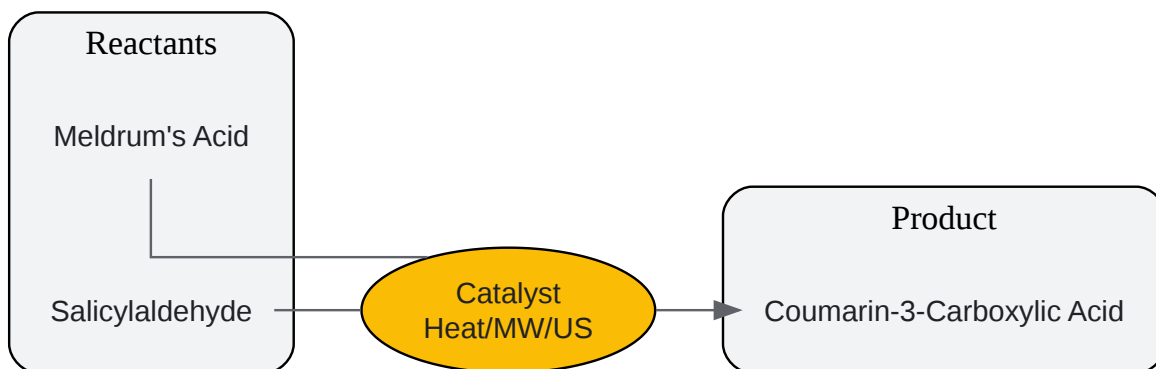 Reactants
Meldrum's Acid
Salicylaldehyde
Catalyst
Heat/MW/US
Product
Coumarin-3-Carboxylic Acid